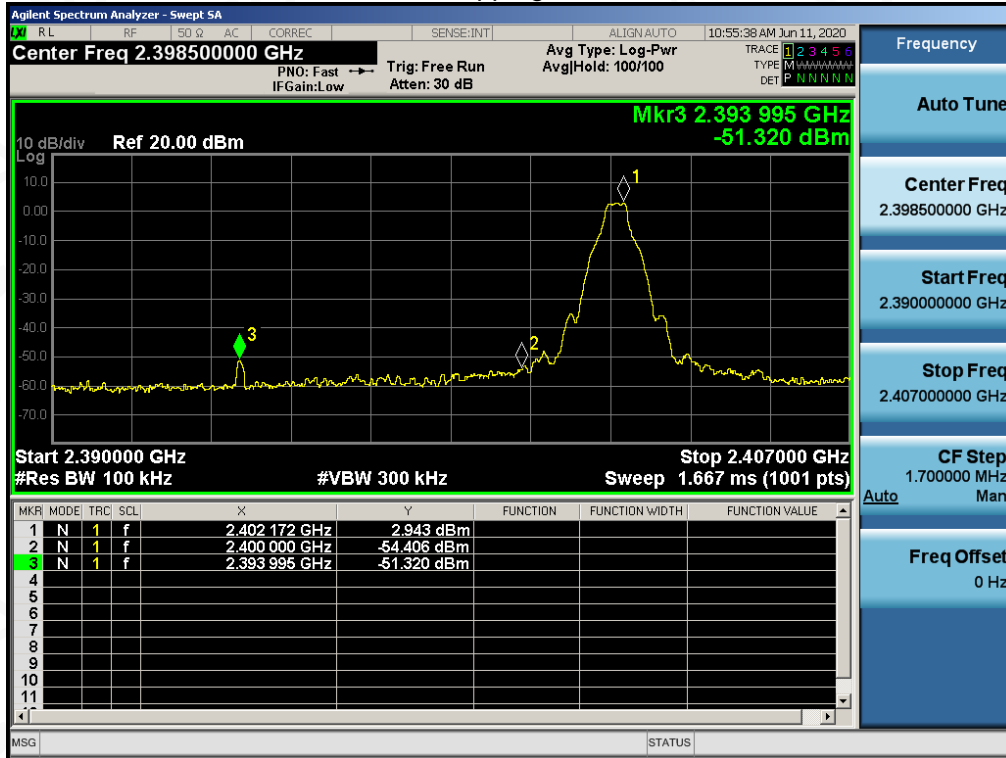 Agilent Spectrum Analyzer - Swept SA
LXI RL RF 50 Ω AC CORREC SENSE:INT ALIGN AUTO 10:55:38 AM Jun 11, 2020
Center Freq 2.398500000 GHz
PNO: Fast
IFGain:Low
Trig: Free Run
Atten: 30 dB
Avg Type: Log-Pwr
Avg|Hold: 100/100
TRACE 1 2 3 4 5 6
TYPE M WWWWW
DET P N N N N N
Mkr3 2.393 995 GHz
-51.320 dBm
10 dB/div Ref 20.00 dBm
Log
10.0
0.00
-10.0
-20.0
-30.0
-40.0
-50.0
-60.0
-70.0
1
2
3
Start 2.390000 GHz Stop 2.407000 GHz
#Res BW 100 kHz #VBW 300 kHz Sweep 1.667 ms (1001 pts)
MKR MODE TRC SCL X Y FUNCTION FUNCTION WIDTH FUNCTION VALUE
1 N 1 f 2.402 172 GHz 2.943 dBm
2 N 1 f 2.400 000 GHz -54.406 dBm
3 N 1 f 2.393 995 GHz -51.320 dBm
4
5
6
7
8
9
10
11
MSG STATUS
Frequency
Auto Tune
Center Freq
2.398500000 GHz
Start Freq
2.390000000 GHz
Stop Freq
2.407000000 GHz
CF Step
1.700000 MHz
Auto Man
Freq Offset
0 Hz